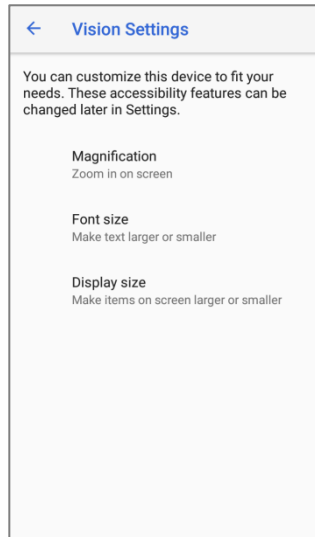 Vision Settings
You can customize this device to fit your
needs. These accessibility features can be
changed later in Settings.
Magnification
Zoom in on screen
Font size
Make text larger or smaller
Display size
Make items on screen larger or smaller